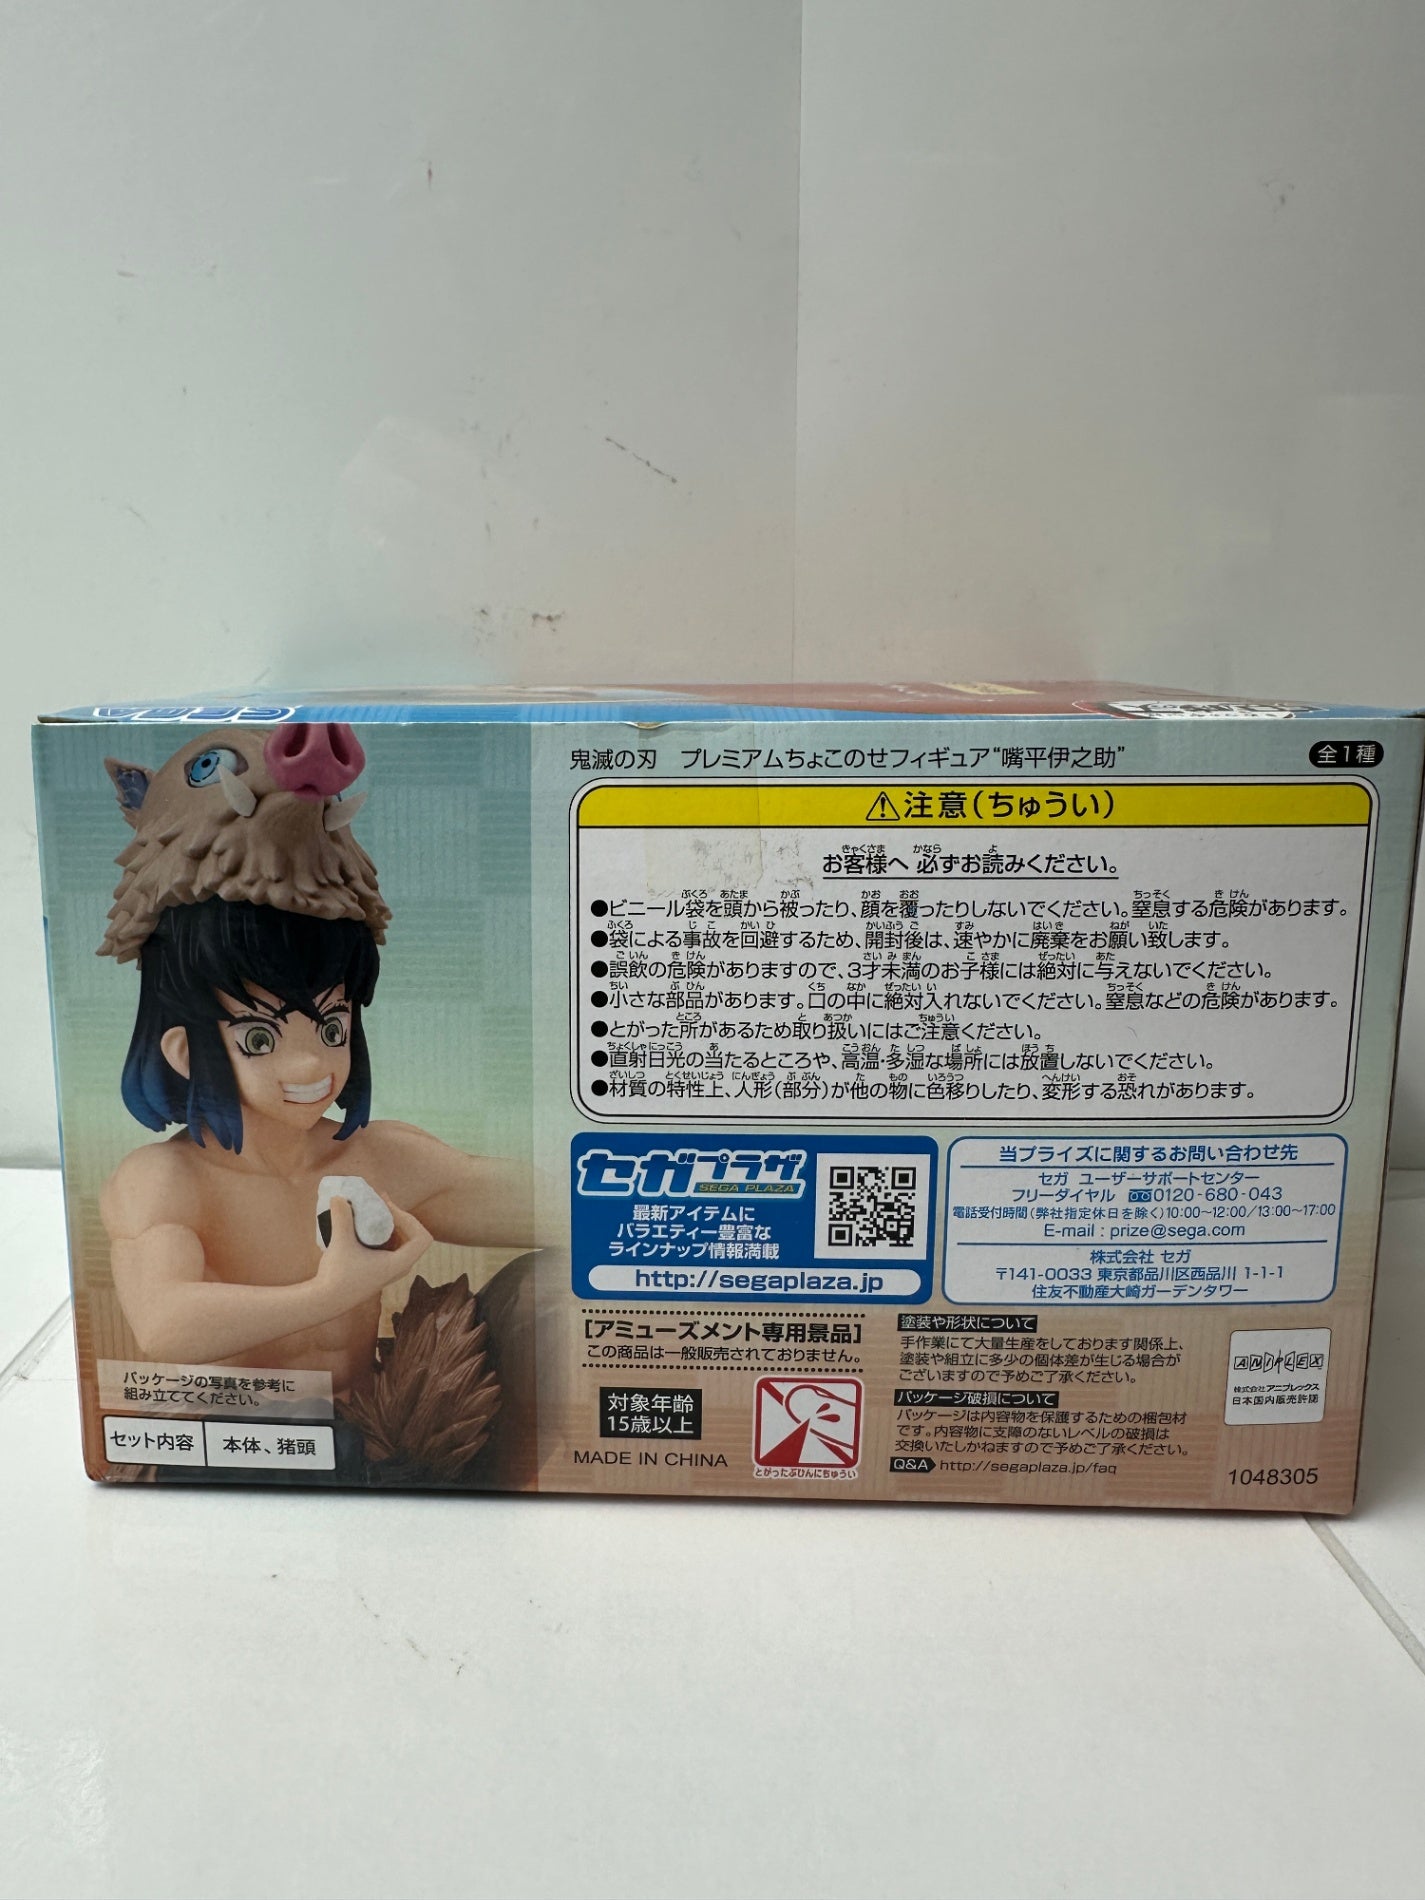 SEGA
鬼滅の刃　プレミアムちょこのせフィギュア“嘴平伊之助”
全1種
⚠注意(ちゅうい)
お客様へ 必ずお読みください。
●ビニール袋を頭から被ったり、顔を覆ったりしないでください。窒息する危険があります。
●袋による事故を回避するため、開封後は、速やかに廃棄をお願い致します。
●誤飲の危険がありますので、3才未満のお子様には絶対に与えないでください。
●小さな部品があります。口の中に絶対入れないでください。窒息などの危険があります。
●とがった所があるため取り扱いにはご注意ください。
●直射日光の当たるところや、高温・多湿な場所には放置しないでください。
●材質の特性上、人形(部分)が他の物に色移りしたり、変形する恐れがあります。
セガプラザ
SEGA PLAZA
最新アイテムに
バラエティー豊富な
ラインナップ情報満載
http://segaplaza.jp
当プライズに関するお問い合わせ先
セガ ユーザーサポートセンター
フリーダイヤル 0120-680-043
電話受付時間(弊社指定休日を除く)10:00~12:00/13:00~17:00
E-mail : prize@sega.com
株式会社 セガ
〒141-0033 東京都品川区西品川 1-1-1
住友不動産大崎ガーデンタワー
[アミューズメント専用景品]
この商品は一般販売されておりません。
対象年齢
15歳以上
MADE IN CHINA
とがったぶひんにちゅうい
塗装や形状について
手作業にて大量生産をしております関係上、
塗装や組立に多少の個体差が生じる場合が
ございますので予めご了承ください。
パッケージ破損について
パッケージは内容物を保護するための梱包材
です。内容物に支障のないレベルの破損は
交換いたしかねますので予めご了承ください。
Q&A http://segaplaza.jp/faq
ANIPLEX
株式会社アニプレックス
日本国内販売許諾
1048305
パッケージの写真を参考に
組み立ててください。
セット内容 本体、猪頭